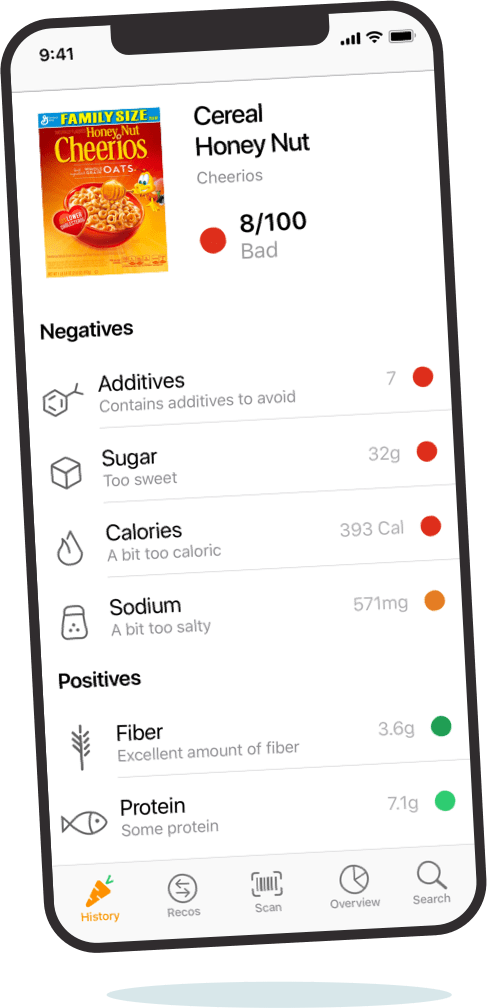 9:41
FAMILY SIZE
Honey Nut
Cheerios
OATS
LOWER
CHOLESTEROL
Cereal
Honey Nut
Cheerios
8/100
Bad
Negatives
Additives
7
Contains additives to avoid
Sugar
32g
Too sweet
Calories
393 Cal
A bit too caloric
Sodium
571mg
A bit too salty
Positives
Fiber
3.6g
Excellent amount of fiber
Protein
7.1g
Some protein
History
Recos
Scan
Overview
Search